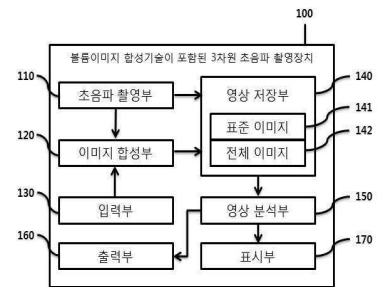 100
볼륨이미지 합성기술이 포함된 3차원 초음파 촬영장치
110
초음파 촬영부
영상 저장부
140
표준 이미지
141
120
이미지 합성부
전체 이미지
142
130
입력부
영상 분석부
150
160
출력부
표시부
170